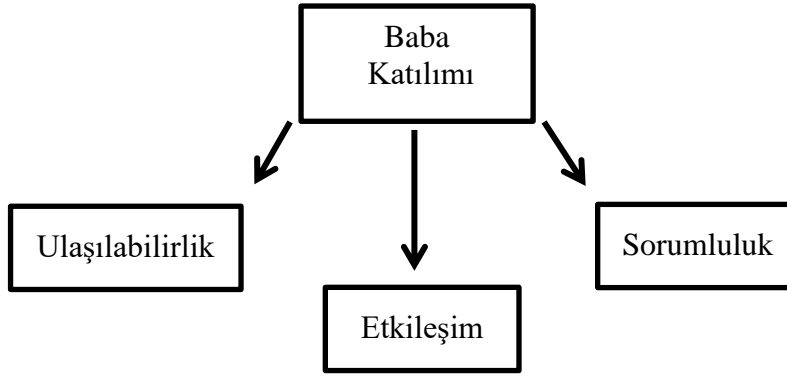 Baba
Katılımı
Ulaşılabilirlik
Sorumluluk
Etkileşim